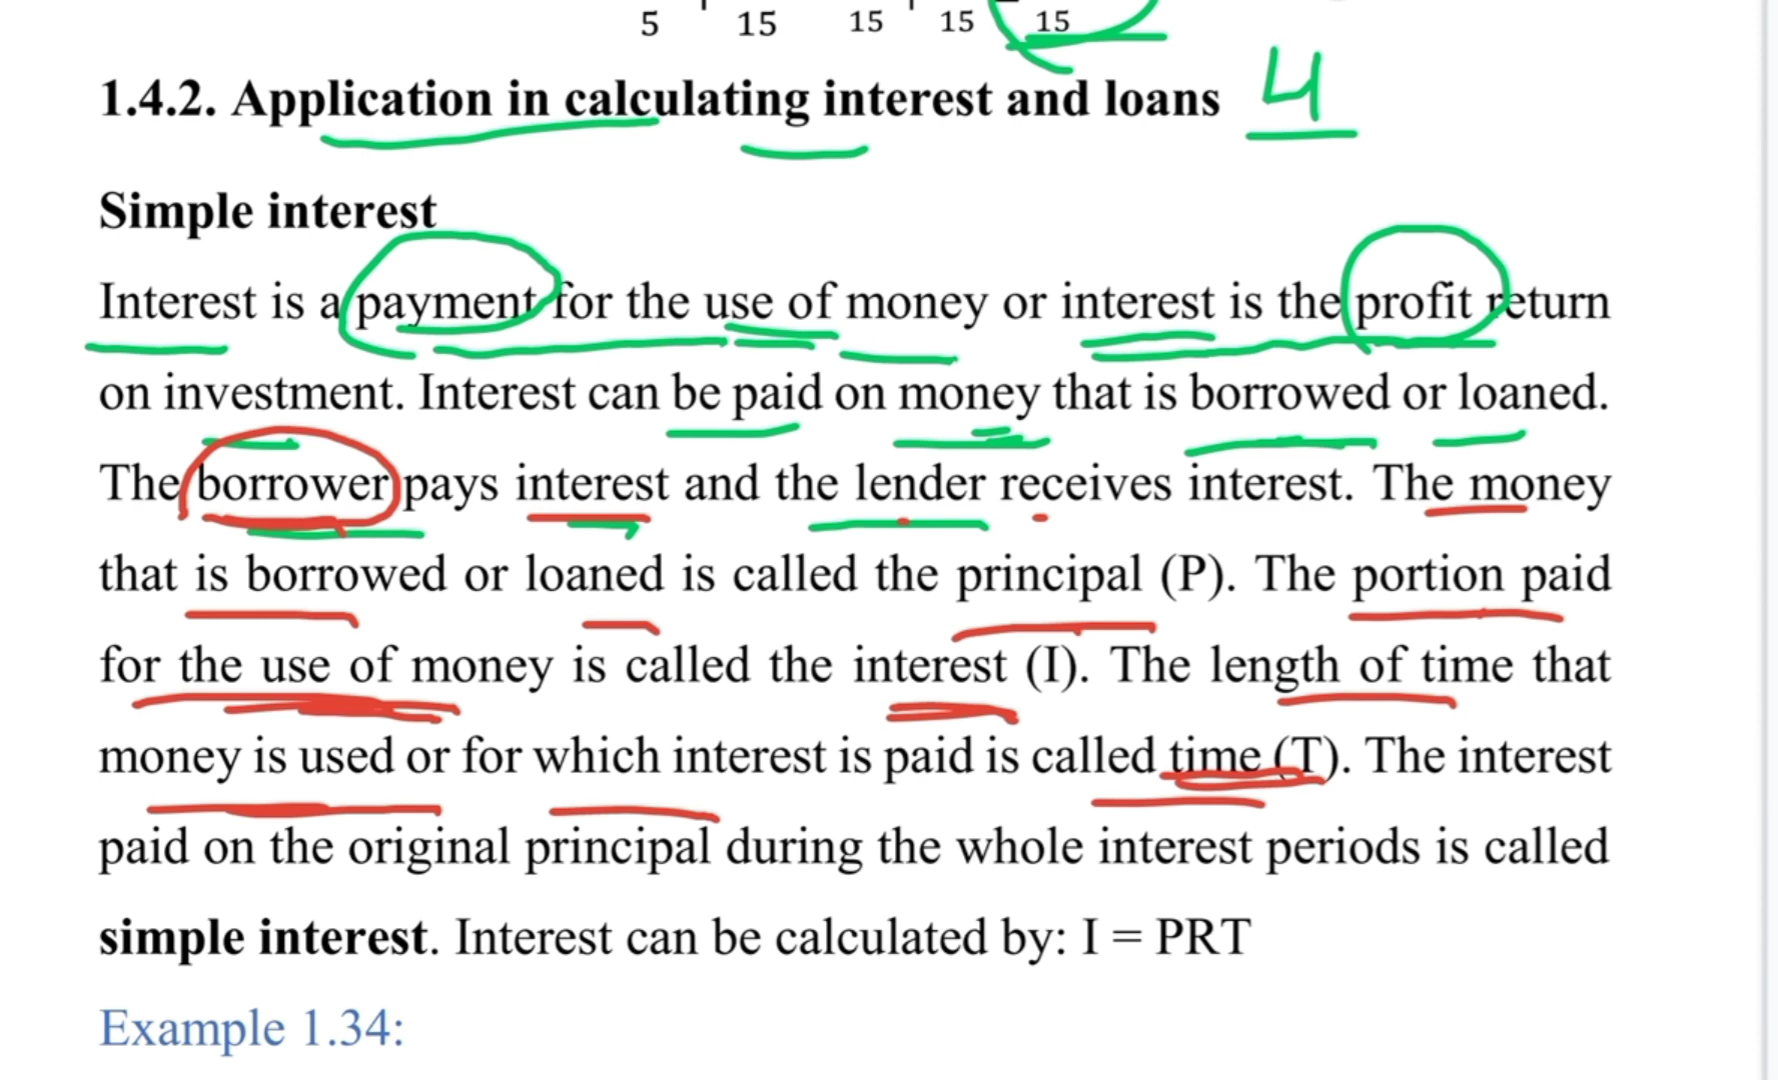 5 15 15 15 15
1.4.2. Application in calculating interest and loans 4
Simple interest
Interest is a payment for the use of money or interest is the profit return
on investment. Interest can be paid on money that is borrowed or loaned.
The borrower pays interest and the lender receives interest. The money
that is borrowed or loaned is called the principal (P). The portion paid
for the use of money is called the interest (I). The length of time that
money is used or for which interest is paid is called time (T). The interest
paid on the original principal during the whole interest periods is called
simple interest. Interest can be calculated by: I = PRT
Example 1.34: